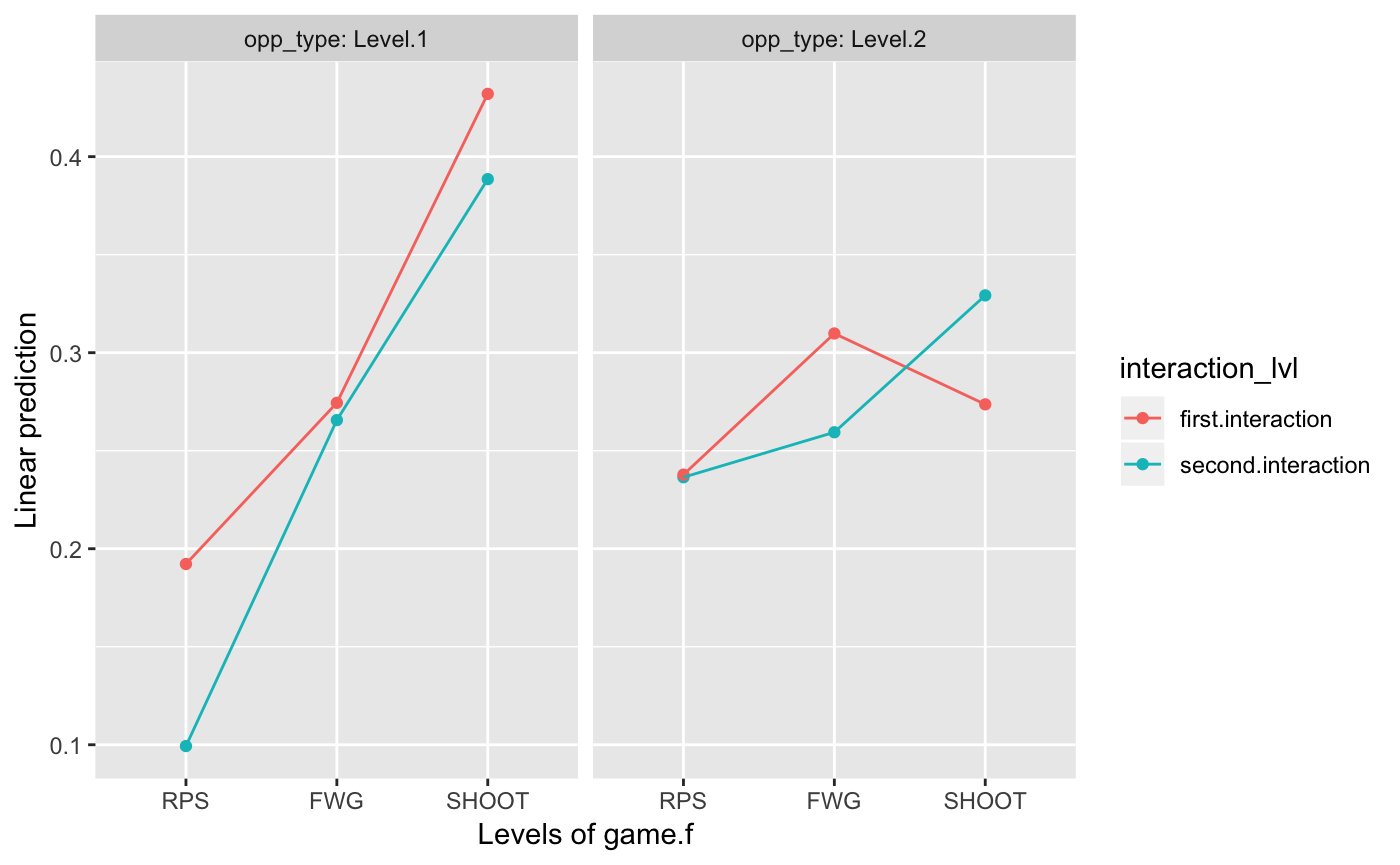 opp_type: Level.1
opp_type: Level.2
Linear prediction
0.4
0.3
0.2
0.1
RPS FWG SHOOT
RPS FWG SHOOT
Levels of game.f
interaction_lvl
first.interaction
second.interaction